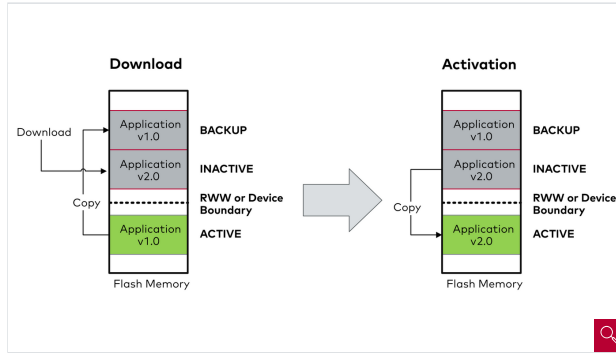 Download
Application
v1.0
BACKUP
Download
Application
v2.0
INACTIVE
RWW or Device
Boundary
Copy
Application
v1.0
ACTIVE
Flash Memory
Activation
Application
v1.0
BACKUP
Application
v2.0
INACTIVE
RWW or Device
Boundary
Copy
Application
v2.0
ACTIVE
Flash Memory